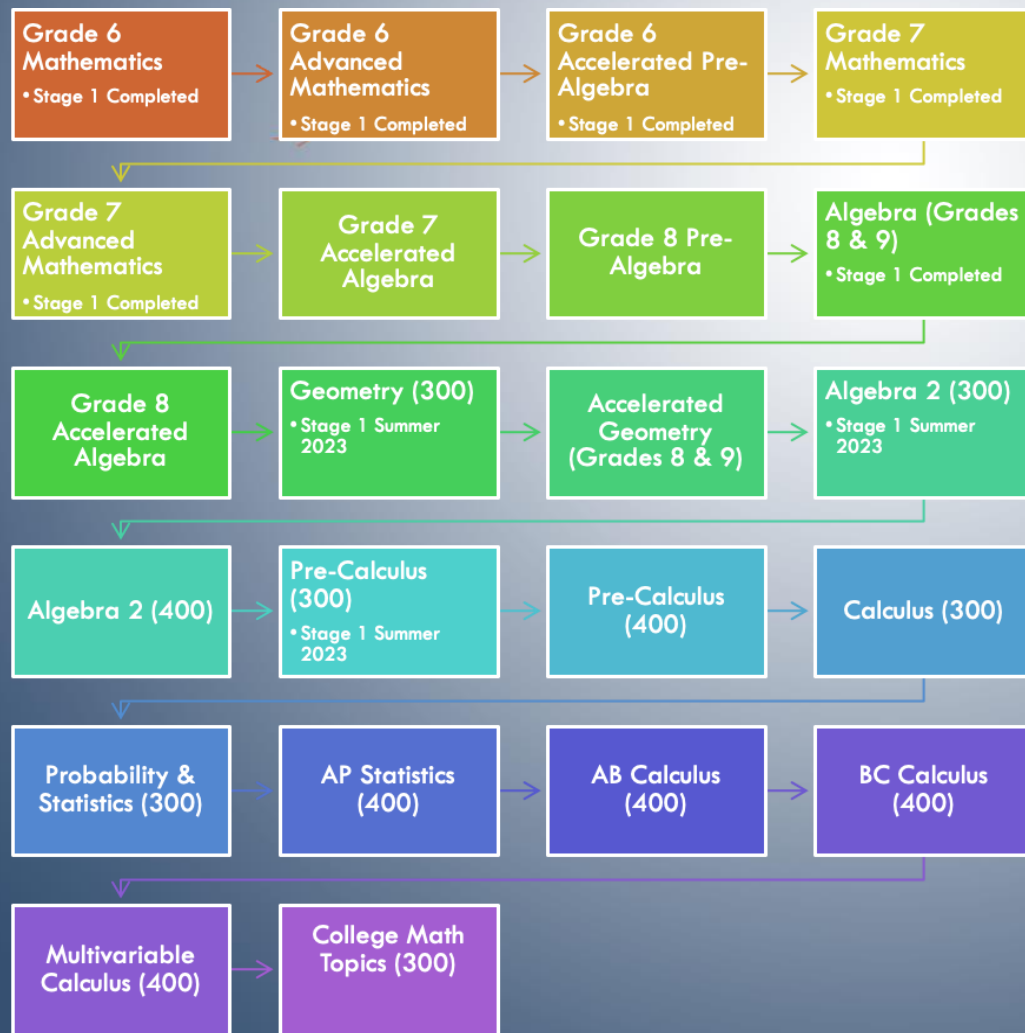 Grade 6
Mathematics
• Stage 1 Completed
Grade 6
Advanced
Mathematics
• Stage 1 Completed
Grade 6
Accelerated Pre-
Algebra
• Stage 1 Completed
Grade 7
Mathematics
• Stage 1 Completed
Grade 7
Advanced
Mathematics
• Stage 1 Completed
Grade 7
Accelerated
Algebra
Grade 8 Pre-
Algebra
Algebra (Grades
8 & 9)
• Stage 1 Completed
Grade 8
Accelerated
Algebra
Geometry (300)
• Stage 1 Summer
2023
Accelerated
Geometry
(Grades 8 & 9)
Algebra 2 (300)
• Stage 1 Summer
2023
Algebra 2 (400)
Pre-Calculus
(300)
• Stage 1 Summer
2023
Pre-Calculus
(400)
Calculus (300)
Probability &
Statistics (300)
AP Statistics
(400)
AB Calculus
(400)
BC Calculus
(400)
Multivariable
Calculus (400)
College Math
Topics (300)